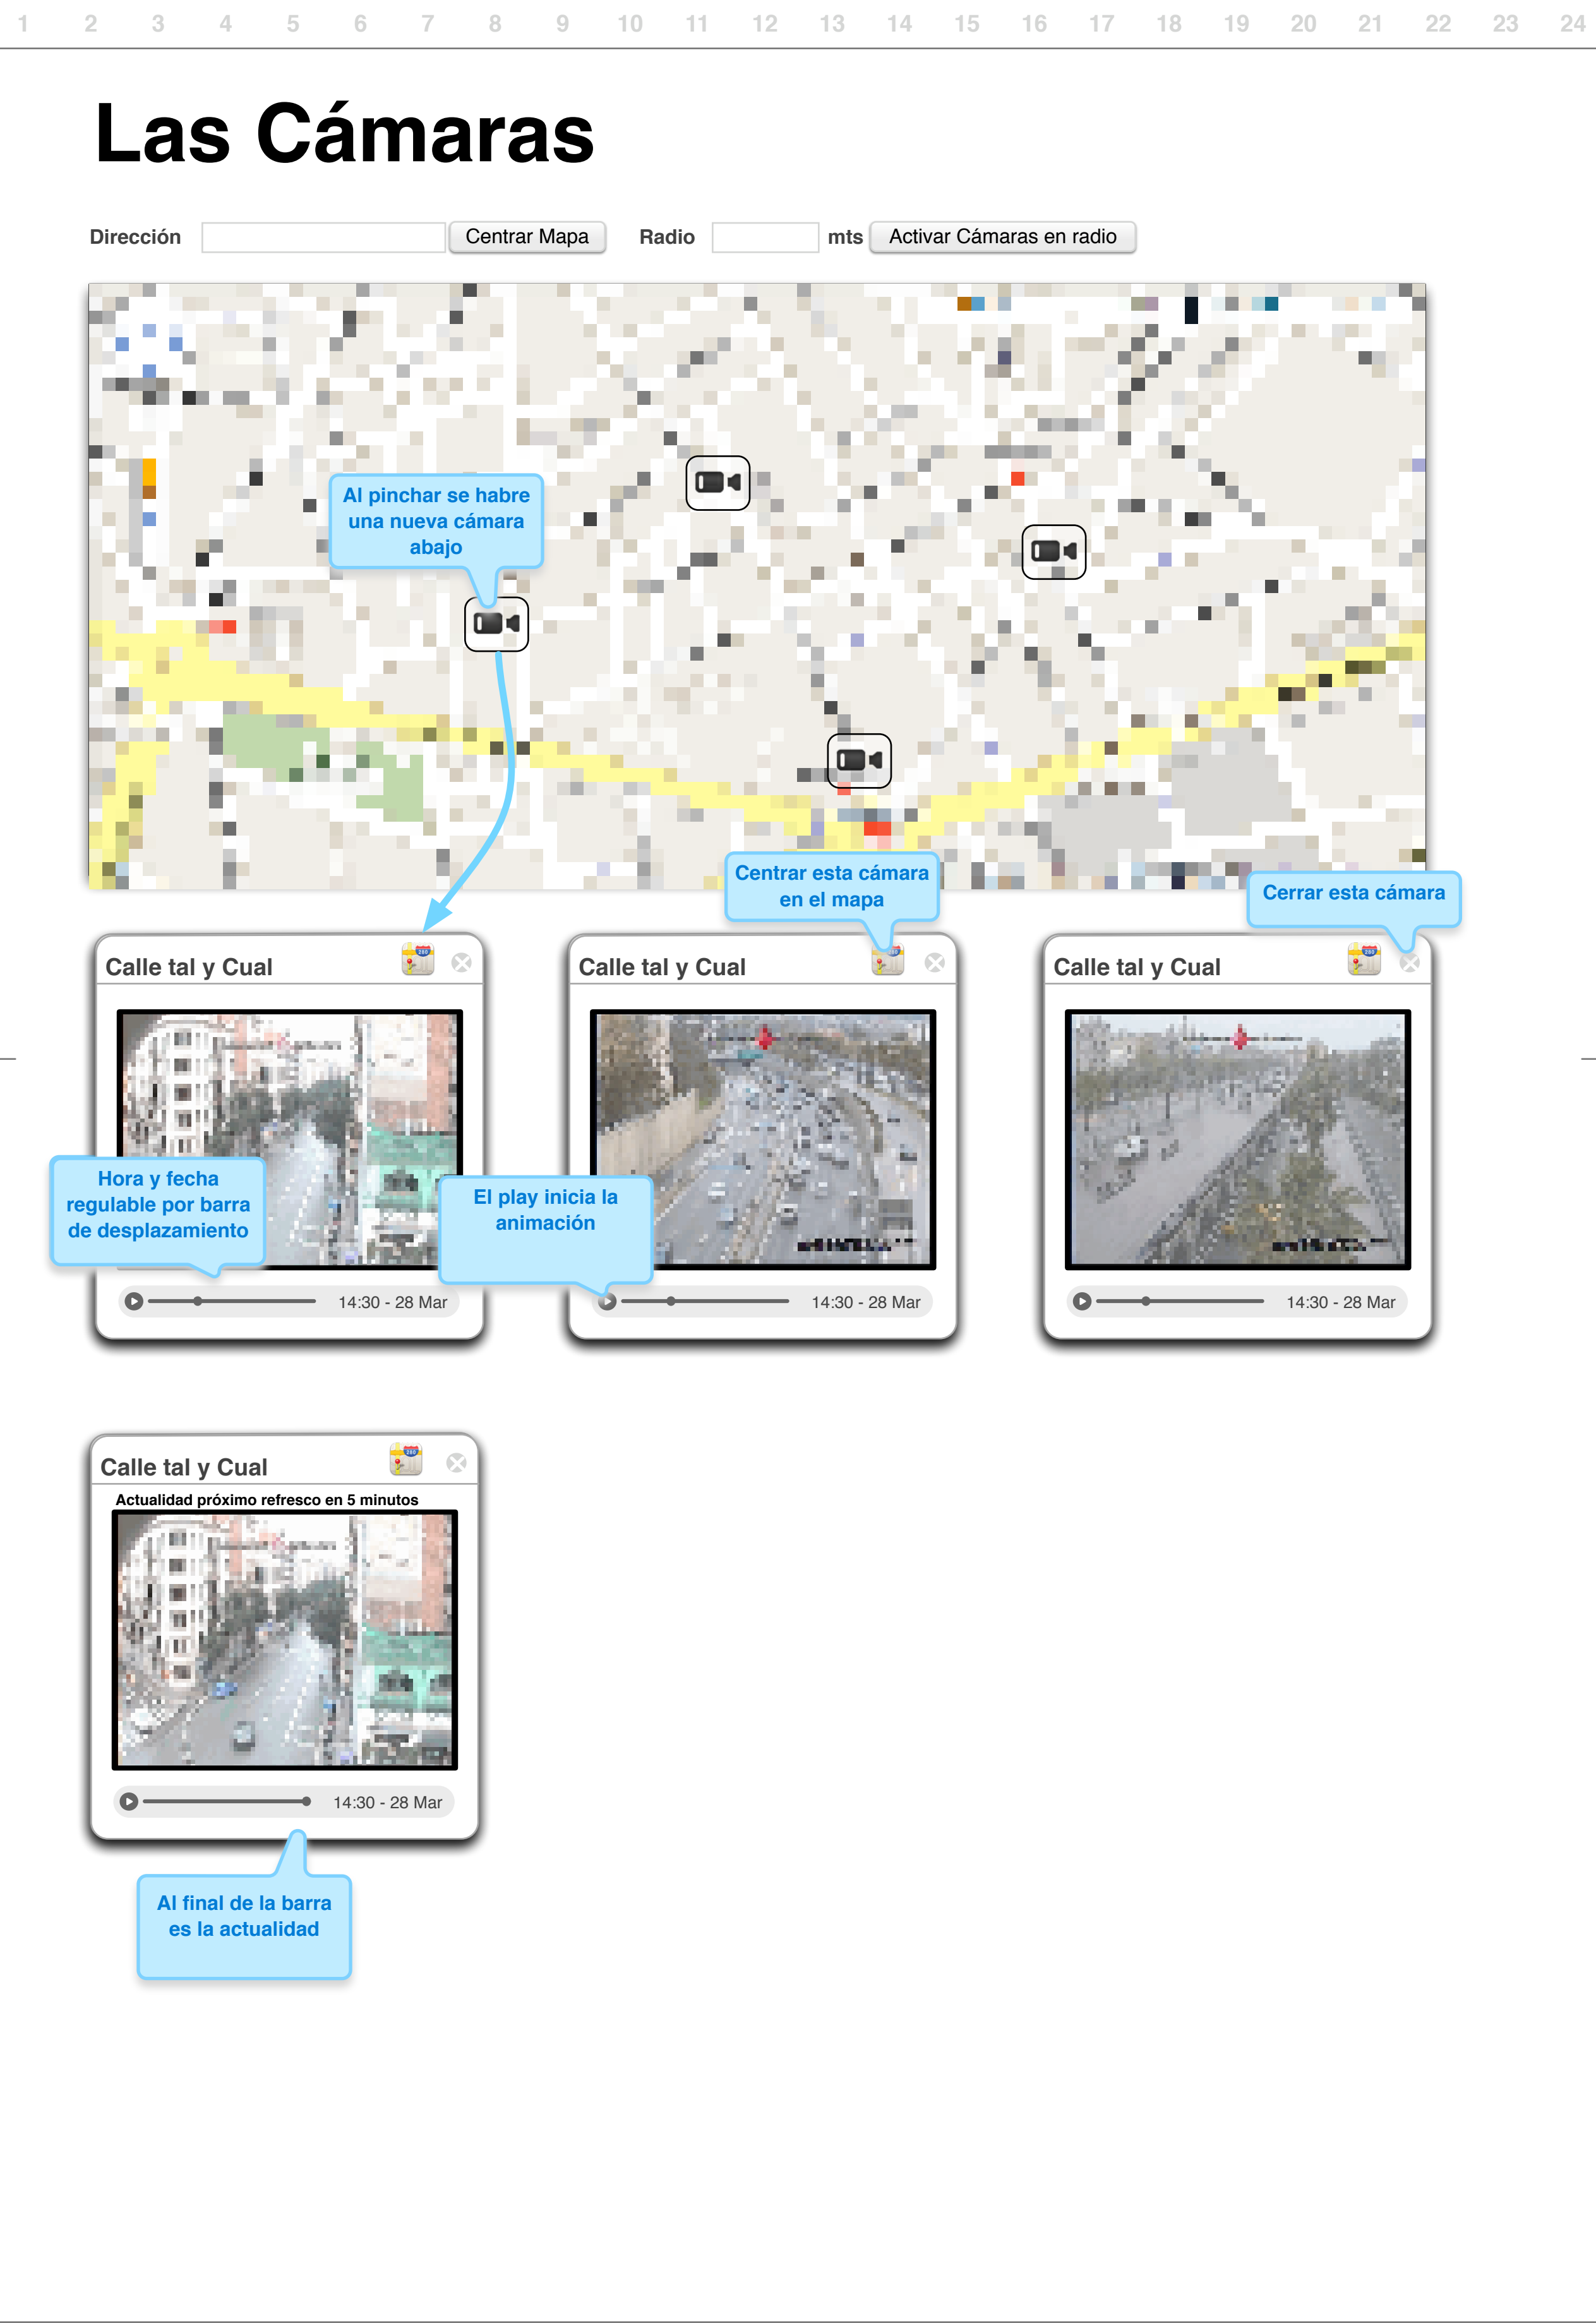 1 2 3 4 5 6 7 8 9 10 11 12 13 14 15 16 17 18 19 20 21 22 23 24
Las Cámaras
Dirección Centrar Mapa Radio mts Activar Cámaras en radio
Al pinchar se habre
una nueva cámara
abajo
Centrar esta cámara
en el mapa
Cerrar esta cámara
Calle tal y Cual
Calle tal y Cual
Calle tal y Cual
Hora y fecha
regulable por barra
de desplazamiento
El play inicia la
animación
14:30 - 28 Mar
14:30 - 28 Mar
14:30 - 28 Mar
Calle tal y Cual
Actualidad próximo refresco en 5 minutos
14:30 - 28 Mar
Al final de la barra
es la actualidad